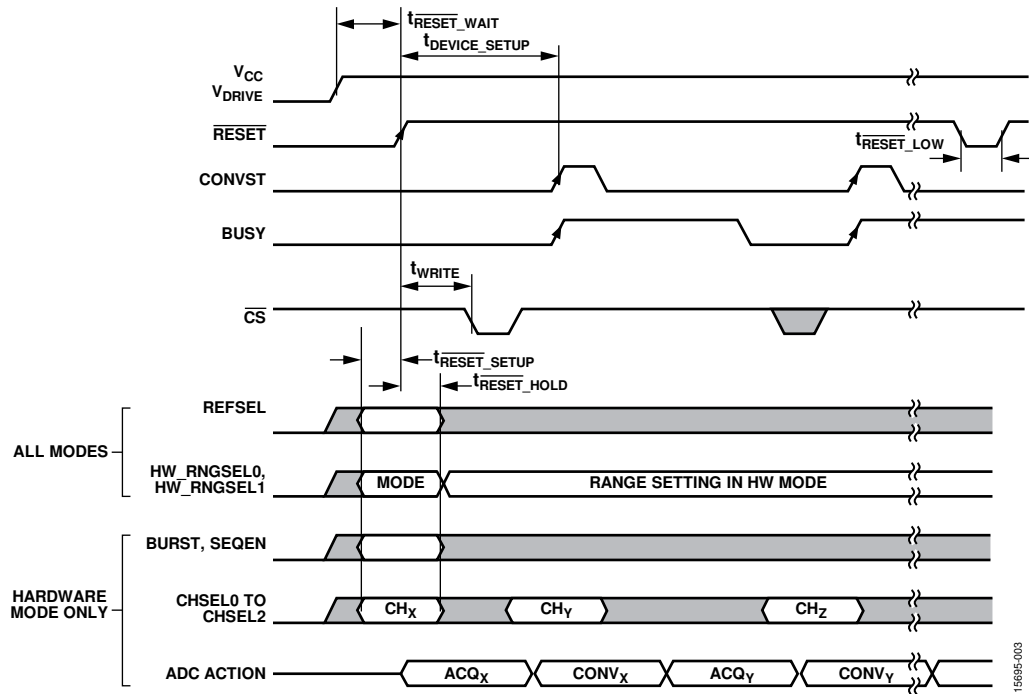 tRESET_WAIT
tDEVICE_SETUP
VCC
VDRIVE
RESET
tRESET_LOW
CONVST
BUSY
tWRITE
CS
tRESET_SETUP
tRESET_HOLD
REFSEL
ALL MODES
HW_RNGSEL0,
HW_RNGSEL1
MODE
RANGE SETTING IN HW MODE
BURST, SEQEN
HARDWARE
MODE ONLY
CHSEL0 TO
CHSEL2
CHX
CHY
CHZ
ADC ACTION
ACQX
CONVX
ACQY
CONVY
15695-003